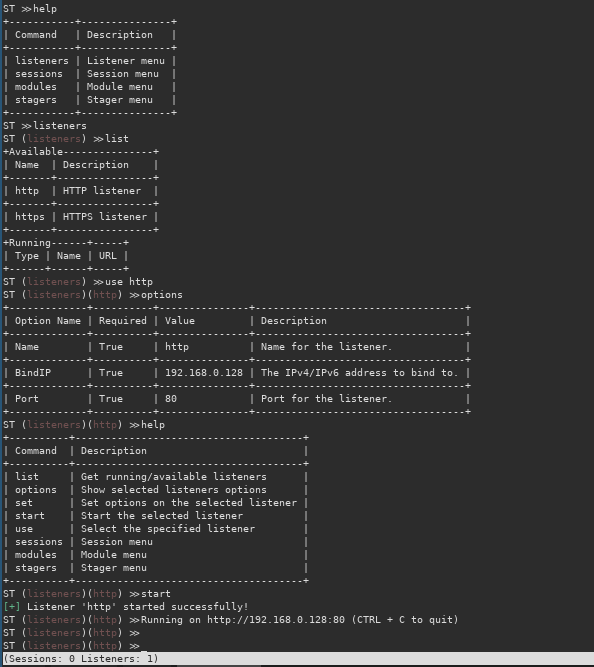 ST ≫help
+-----------+---------------+
| Command   | Description   |
+-----------+---------------+
| listeners | Listener menu |
| sessions  | Session menu  |
| modules   | Module menu   |
| stagers   | Stager menu   |
+-----------+---------------+
ST ≫listeners
ST (listeners) ≫list
+Available---------------+
| Name  | Description    |
+-------+----------------+
| http  | HTTP listener  |
+-------+----------------+
| https | HTTPS listener |
+-------+----------------+
+Running------+-----+
| Type | Name | URL |
+------+------+-----+
ST (listeners) ≫use http
ST (listeners)(http) ≫options
+-------------+----------+---------------+-----------------------------------+
| Option Name | Required | Value         | Description                       |
+-------------+----------+---------------+-----------------------------------+
| Name        | True     | http          | Name for the listener.            |
+-------------+----------+---------------+-----------------------------------+
| BindIP      | True     | 192.168.0.128 | The IPv4/IPv6 address to bind to. |
+-------------+----------+---------------+-----------------------------------+
| Port        | True     | 80            | Port for the listener.            |
+-------------+----------+---------------+-----------------------------------+
ST (listeners)(http) ≫help
+----------+--------------------------------------+
| Command  | Description                          |
+----------+--------------------------------------+
| list     | Get running/available listeners      |
| options  | Show selected listeners options      |
| set      | Set options on the selected listener |
| start    | Start the selected listener          |
| use      | Select the specified listener        |
| sessions | Session menu                         |
| modules  | Module menu                          |
| stagers  | Stager menu                          |
+----------+--------------------------------------+
ST (listeners)(http) ≫start
[+] Listener 'http' started successfully!
ST (listeners)(http) ≫Running on http://192.168.0.128:80 (CTRL + C to quit)
ST (listeners)(http) ≫
ST (listeners)(http) ≫_
(Sessions: 0 Listeners: 1)